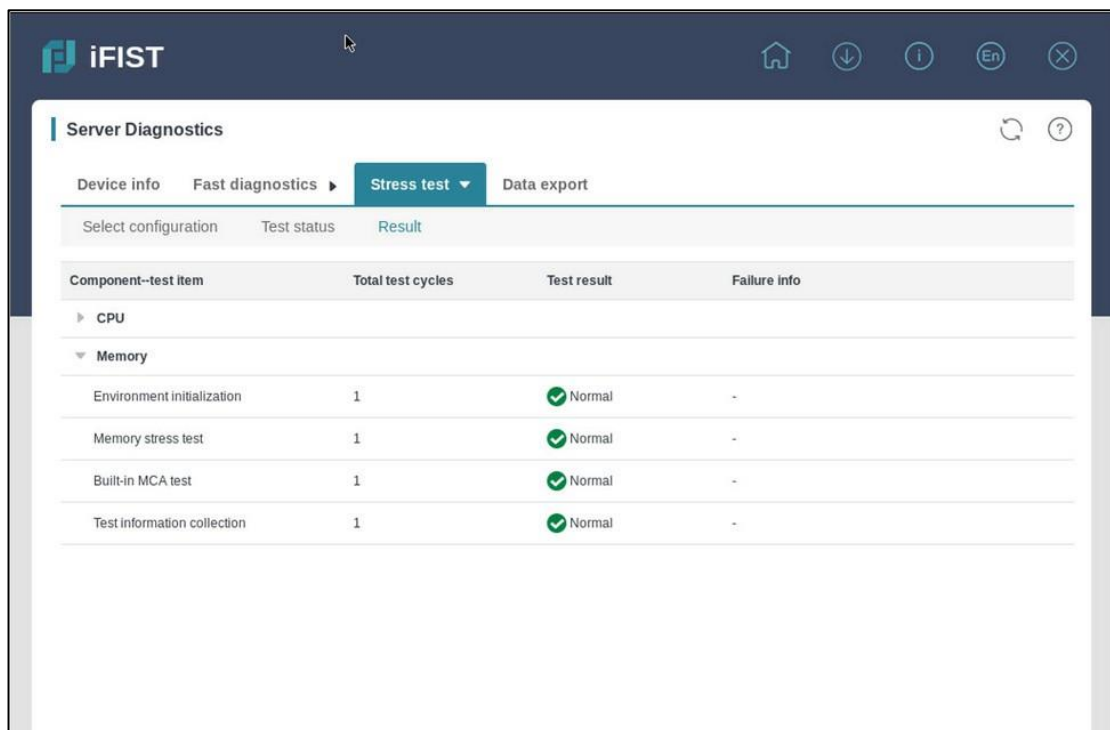 iFIST
En
Server Diagnostics
?
Device info Fast diagnostics Stress test Data export
Select configuration Test status Result
Component--test item Total test cycles Test result Failure info
CPU
Memory
Environment initialization 1 Normal -
Memory stress test 1 Normal -
Built-in MCA test 1 Normal -
Test information collection 1 Normal -